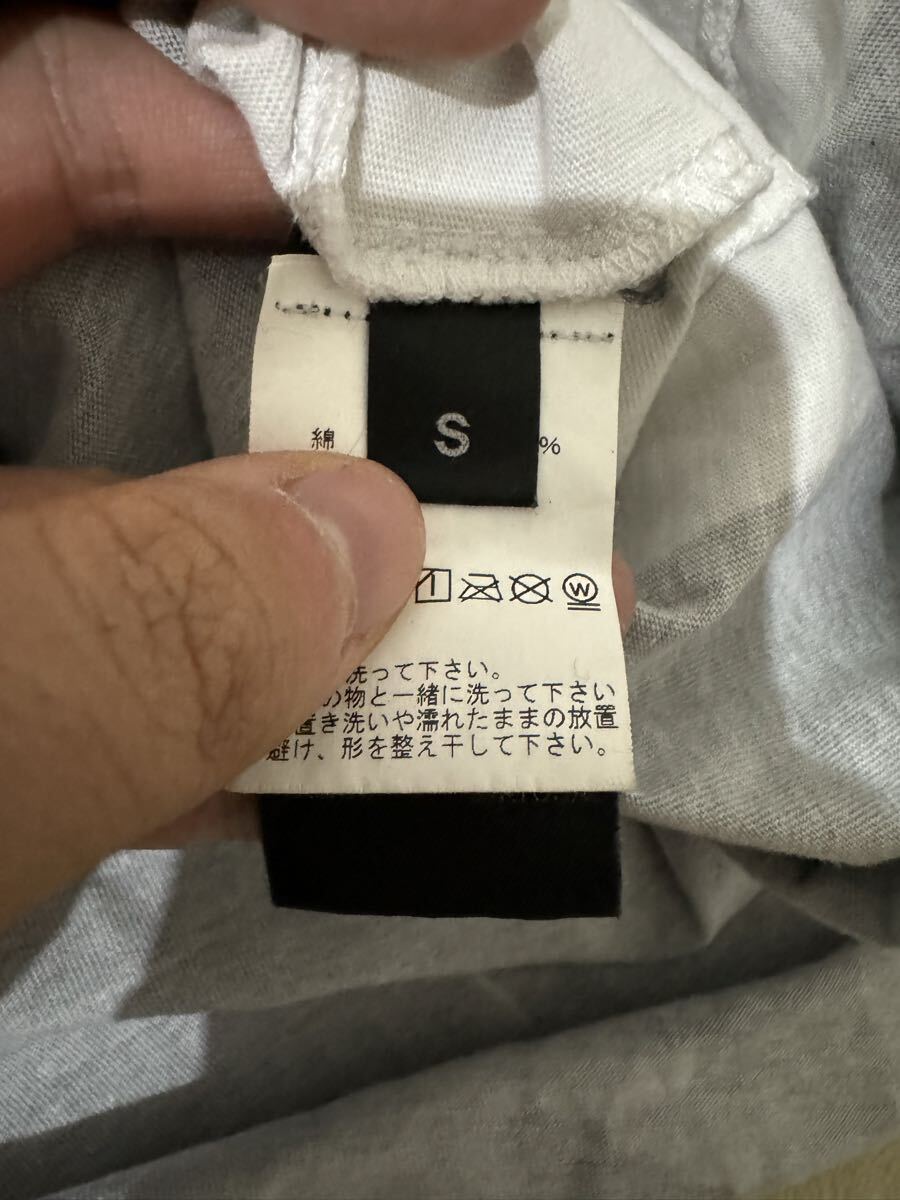 S
綿 %
W
洗って下さい。
の物と一緒に洗って下さい
置き洗いや濡れたままの放置
避け、形を整え干して下さい。